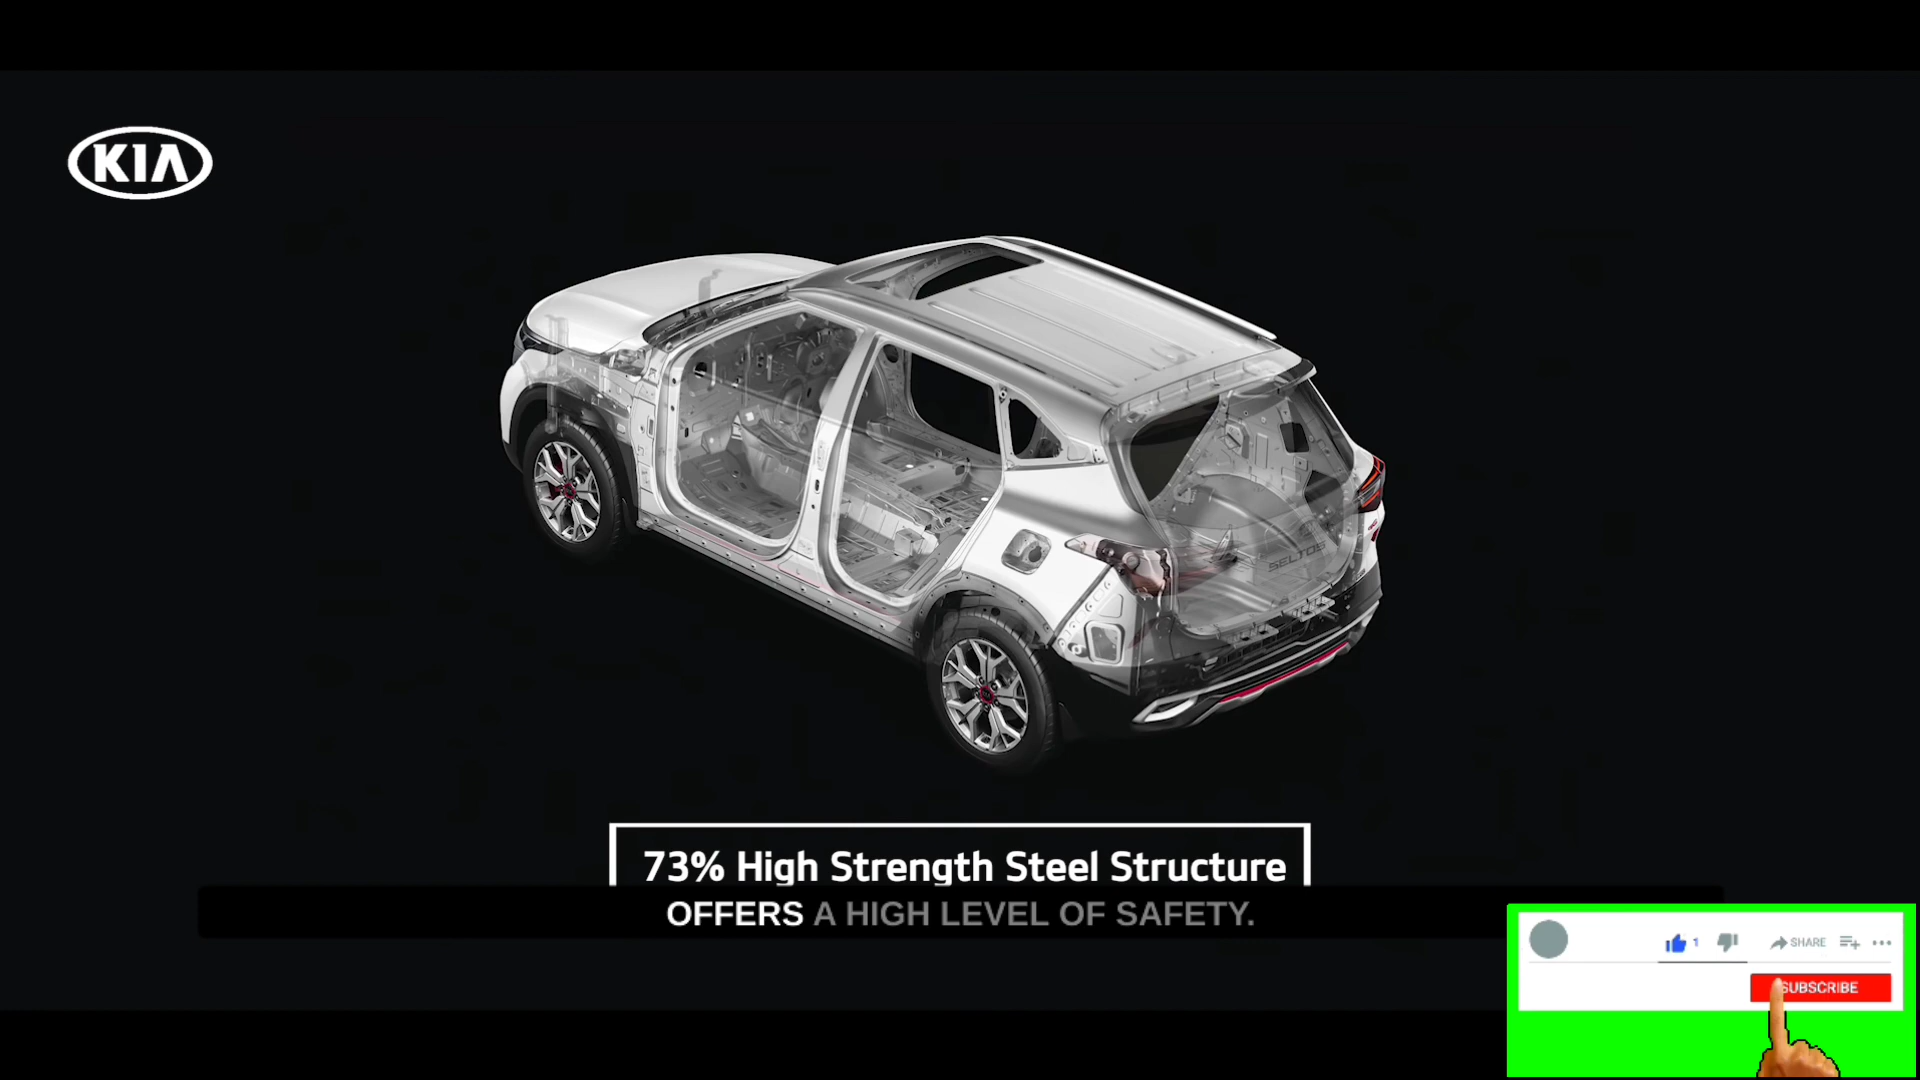 KIA
SELTOS
73% High Strength Steel Structure
OFFERS A HIGH LEVEL OF SAFETY.
1 SHARE
SUBSCRIBE